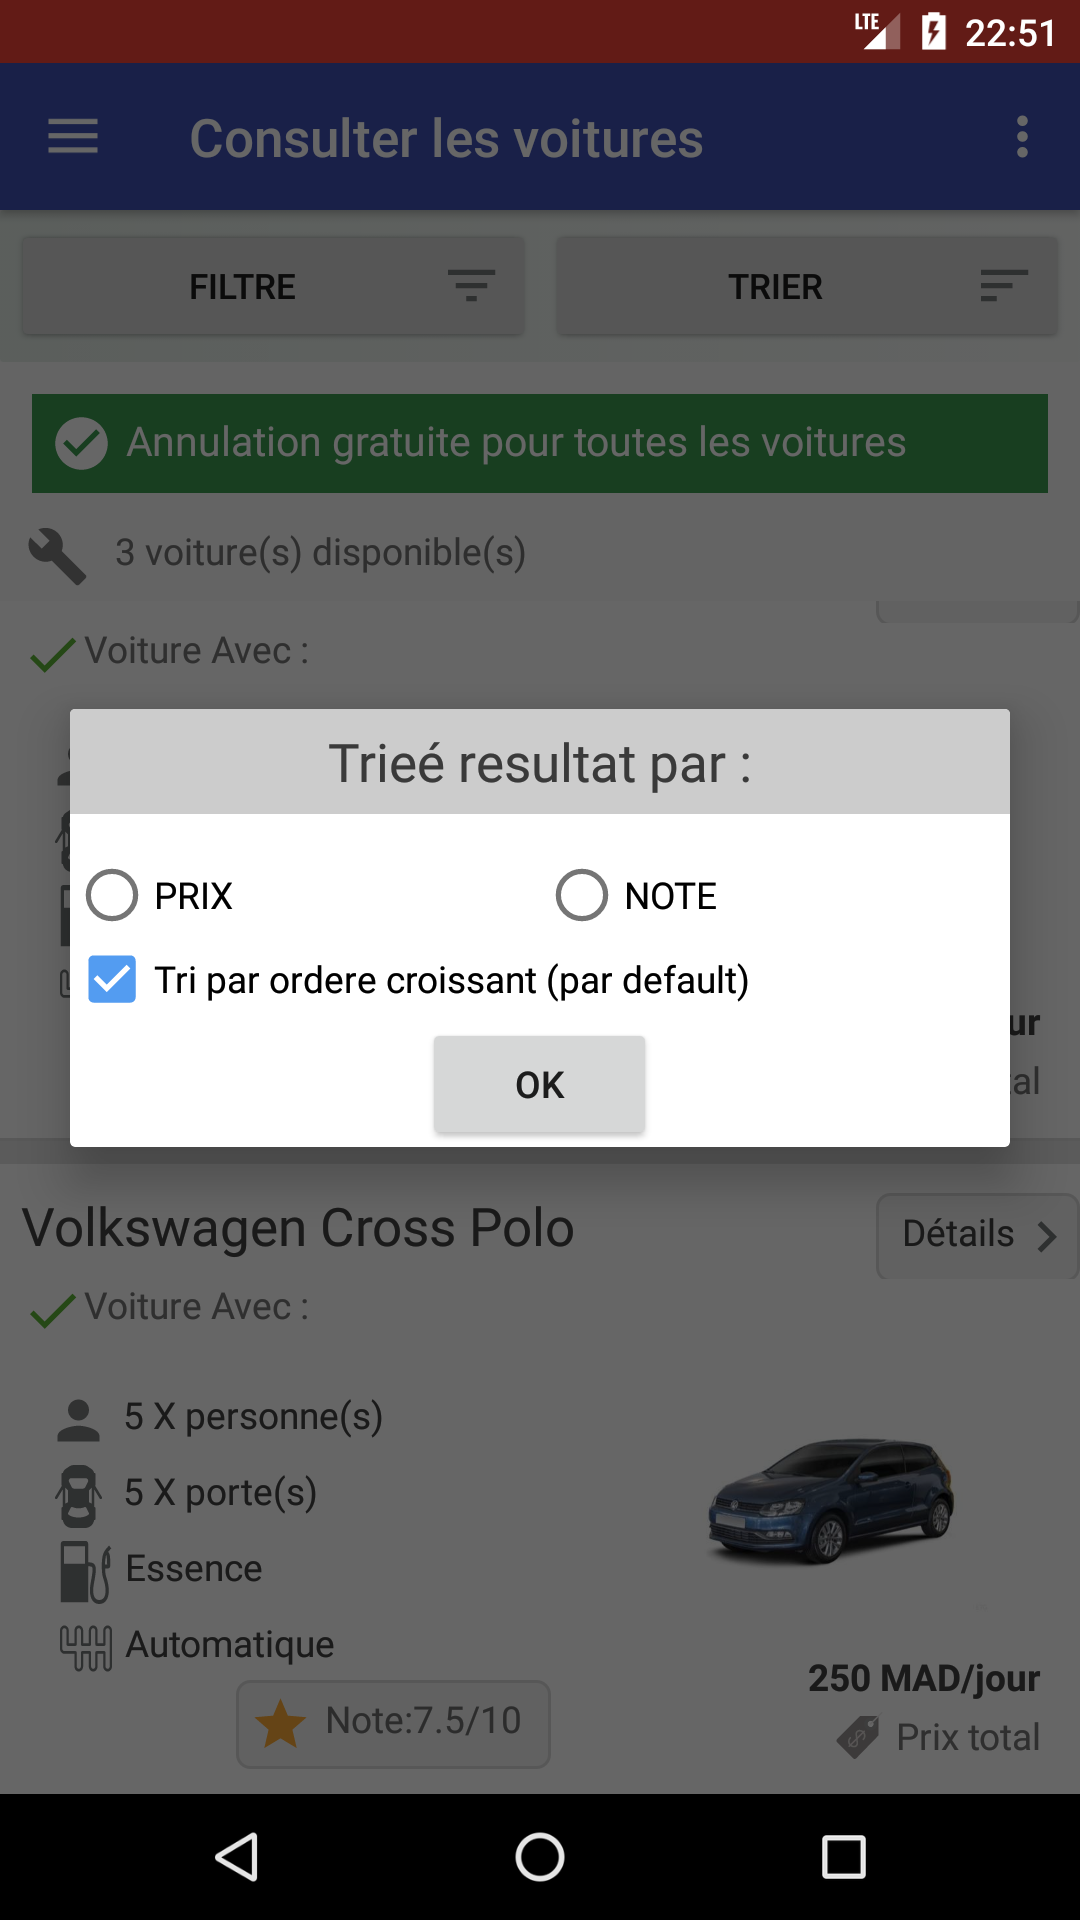 LTE 22:51
Consulter les voitures
FILTRE
TRIER
Annulation gratuite pour toutes les voitures
3 voiture(s) disponible(s)
Voiture Avec :
Trieé resultat par :
PRIX
NOTE
Tri par ordere croissant (par default)
ur
OK
al
Volkswagen Cross Polo
Détails
Voiture Avec :
5 X personne(s)
5 X porte(s)
Essence
Automatique
250 MAD/jour
Note:7.5/10
Prix total